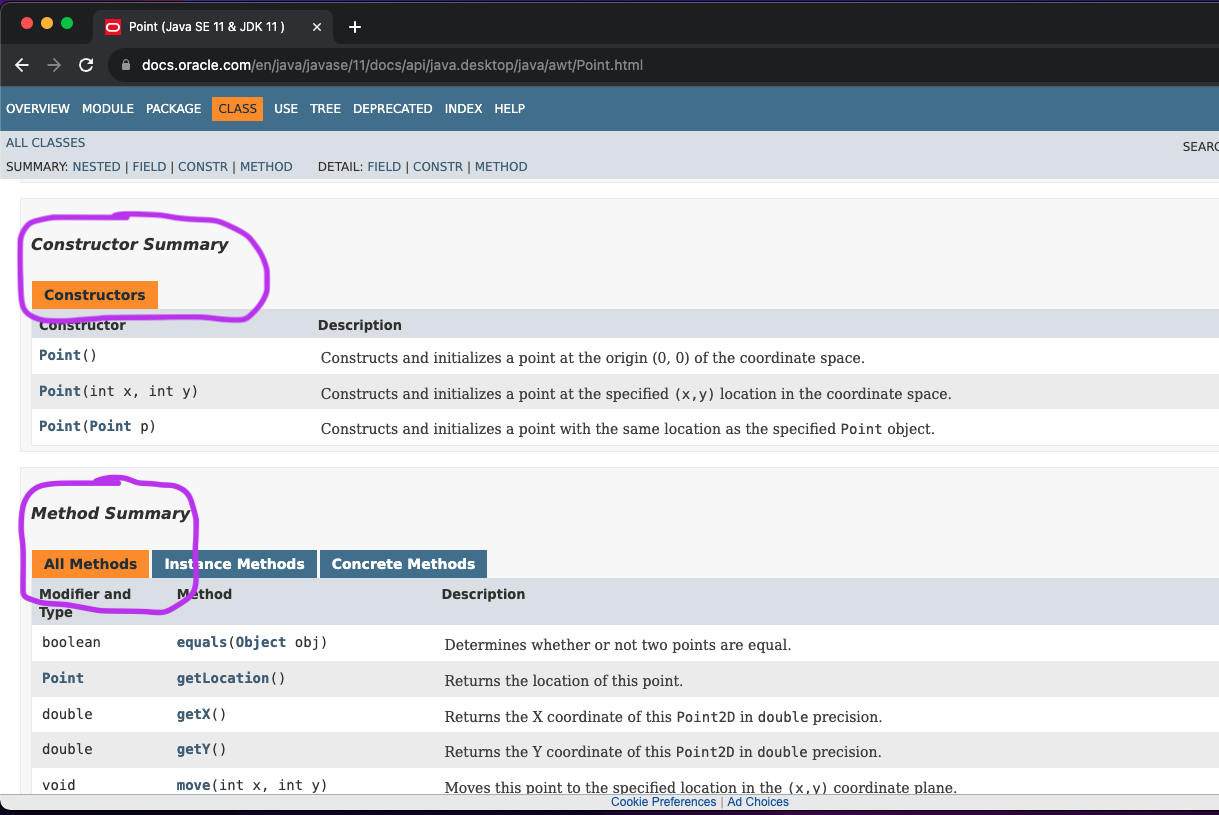 Point (Java SE 11 & JDK 11 )
docs.oracle.com/en/java/javase/11/docs/api/java.desktop/java/awt/Point.html
OVERVIEW MODULE PACKAGE CLASS USE TREE DEPRECATED INDEX HELP
ALL CLASSES
SUMMARY: NESTED | FIELD | CONSTR | METHOD DETAIL: FIELD | CONSTR | METHOD
Constructor Summary
Constructors
Constructor Description
Point() Constructs and initializes a point at the origin (0, 0) of the coordinate space.
Point(int x, int y) Constructs and initializes a point at the specified (x,y) location in the coordinate space.
Point(Point p) Constructs and initializes a point with the same location as the specified Point object.
Method Summary
All Methods Instance Methods Concrete Methods
Modifier and Type Method Description
boolean equals(Object obj) Determines whether or not two points are equal.
Point getLocation() Returns the location of this point.
double getX() Returns the X coordinate of this Point2D in double precision.
double getY() Returns the Y coordinate of this Point2D in double precision.
void move(int x, int y) Moves this point to the specified location in the (x,y) coordinate plane.
Cookie Preferences | Ad Choices